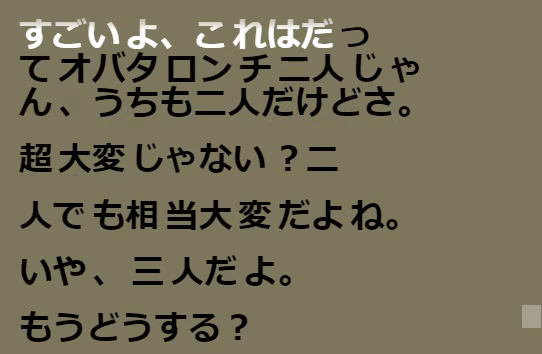 すごいよ、これはだっ
てオバタロンチ二人じゃ
ん、うちも二人だけどさ。
超大変じゃない？二
人でも相当大変だよね。
いや、三人だよ。
もうどうする？